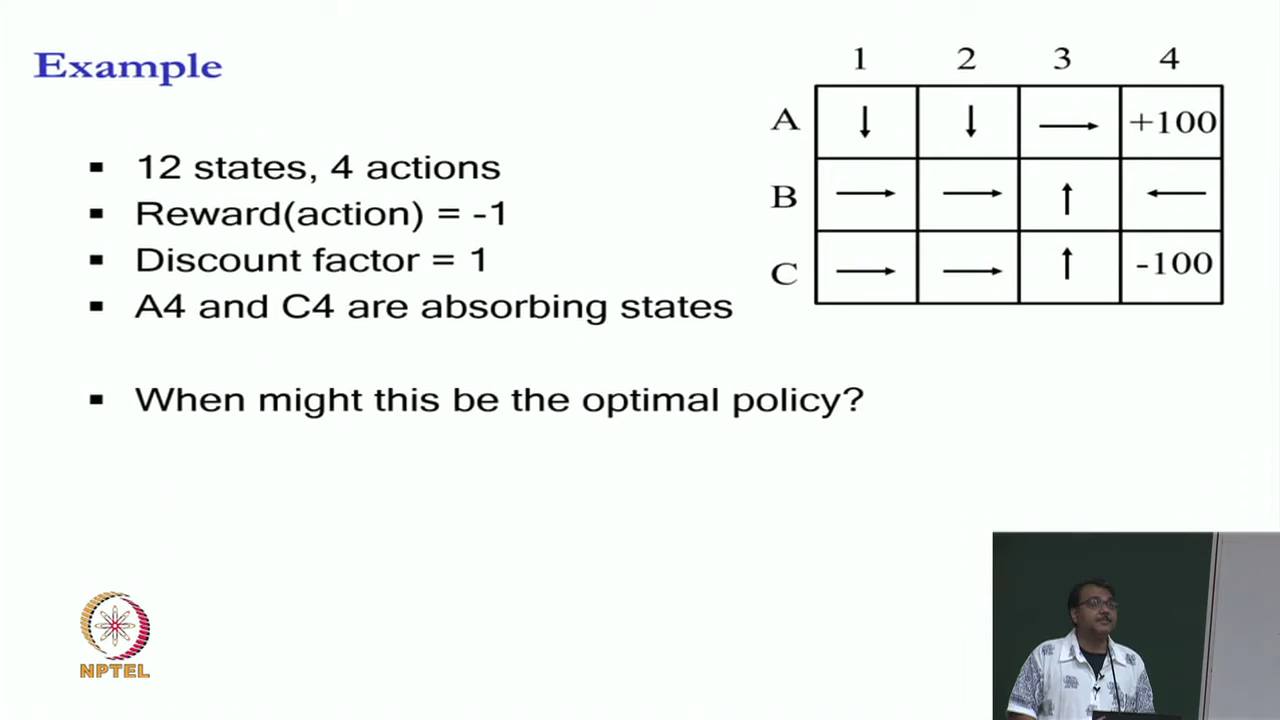 Example
12 states, 4 actions
Reward(action) = -1
Discount factor = 1
A4 and C4 are absorbing states
When might this be the optimal policy?
1 2 3 4
A ↓ ↓ → +100
B → → ↑ ←
C → → ↑ -100
NPTEL